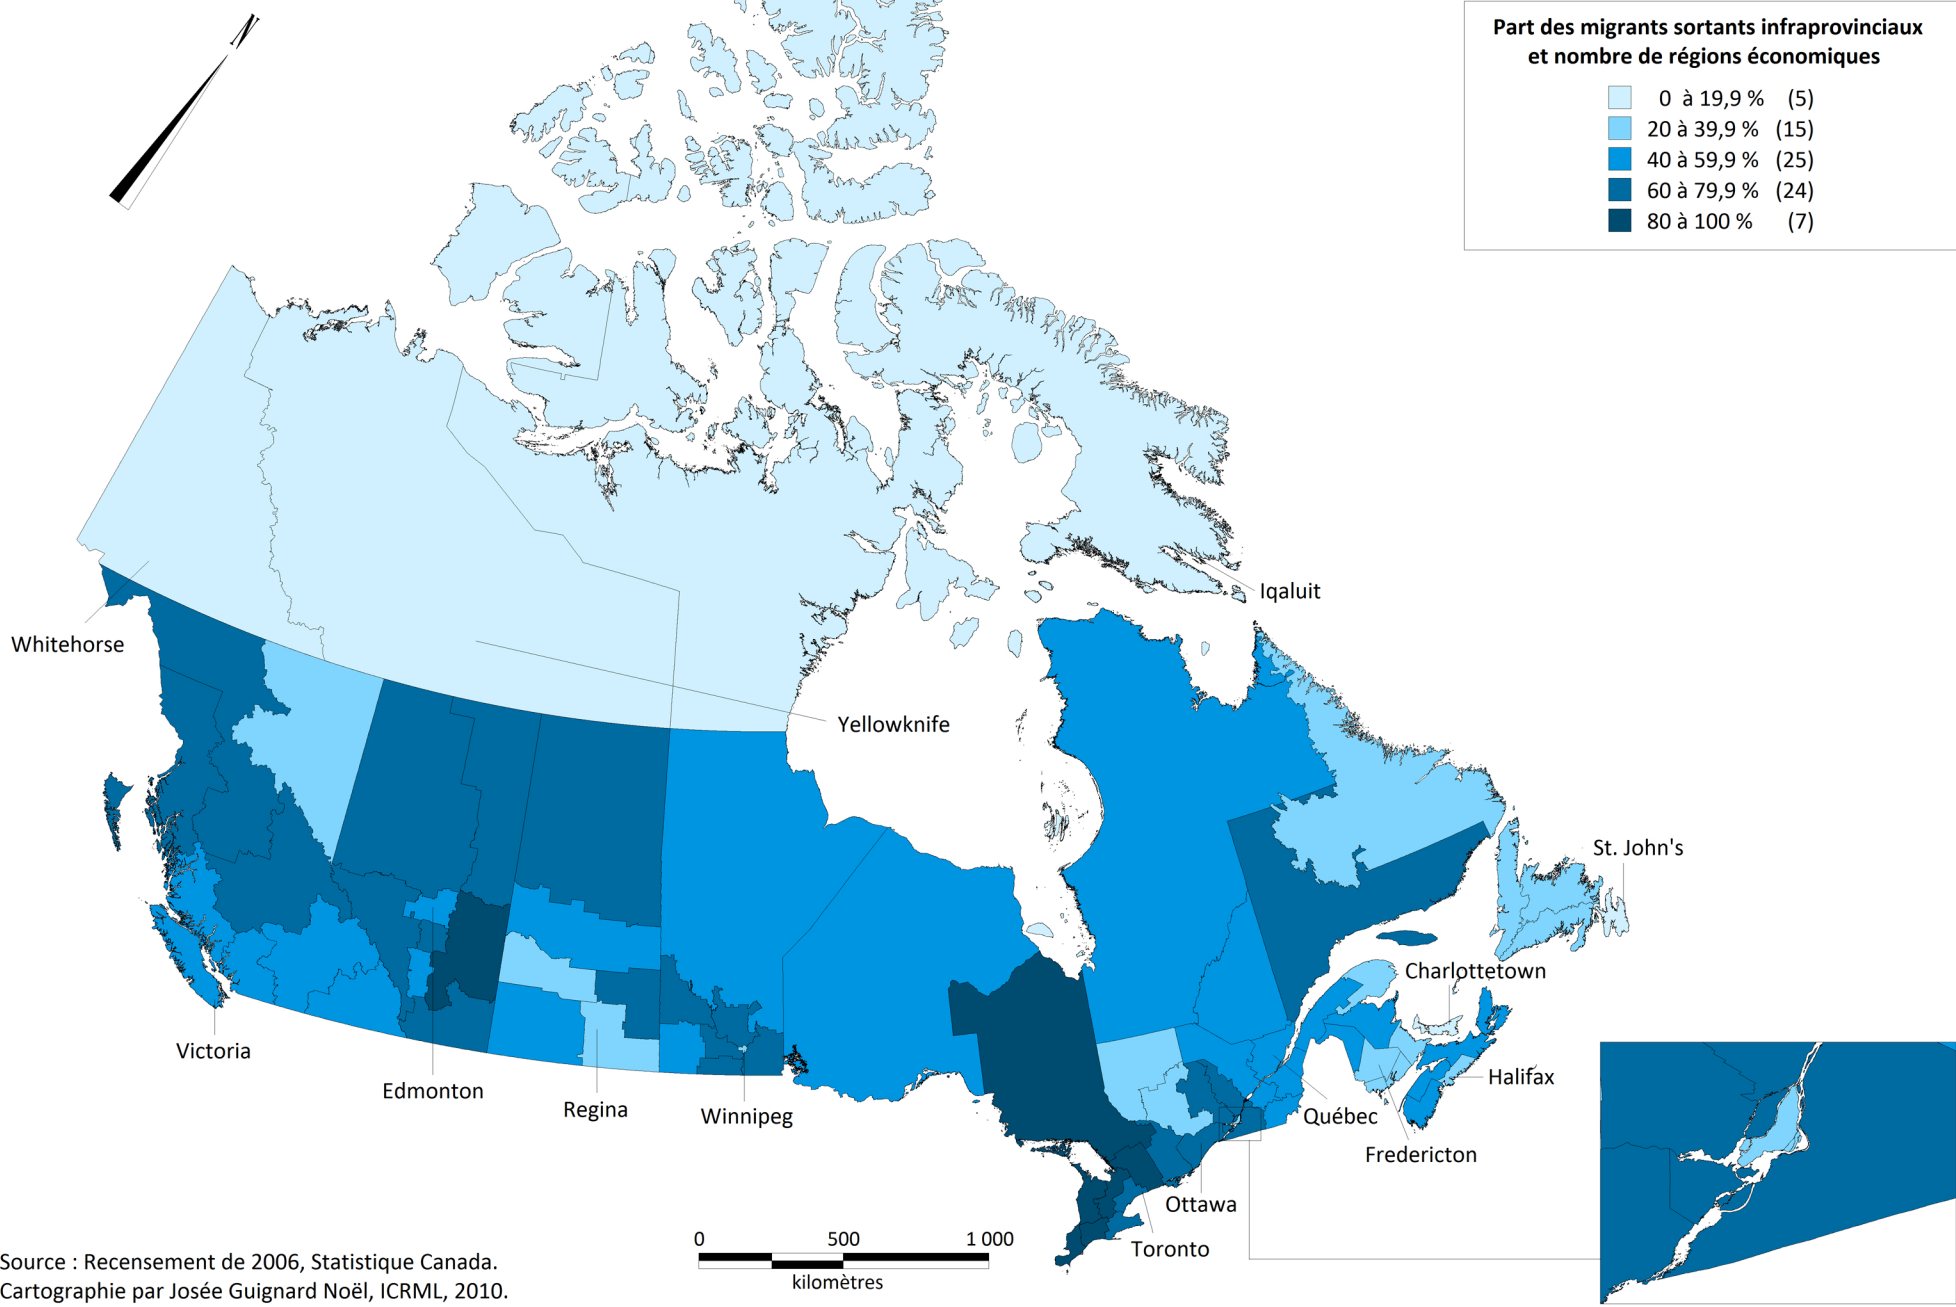 Part des migrants sortants infraprovinciaux
et nombre de régions économiques
0 à 19,9 % (5)
20 à 39,9 % (15)
40 à 59,9 % (25)
60 à 79,9 % (24)
80 à 100 % (7)
N
Iqaluit
Whitehorse
Yellowknife
St. John's
Charlottetown
Victoria
Edmonton
Regina
Winnipeg
Halifax
Québec
Fredericton
Ottawa
Toronto
0 500 1 000
kilomètres
Source : Recensement de 2006, Statistique Canada.
Cartographie par Josée Guignard Noël, ICRML, 2010.